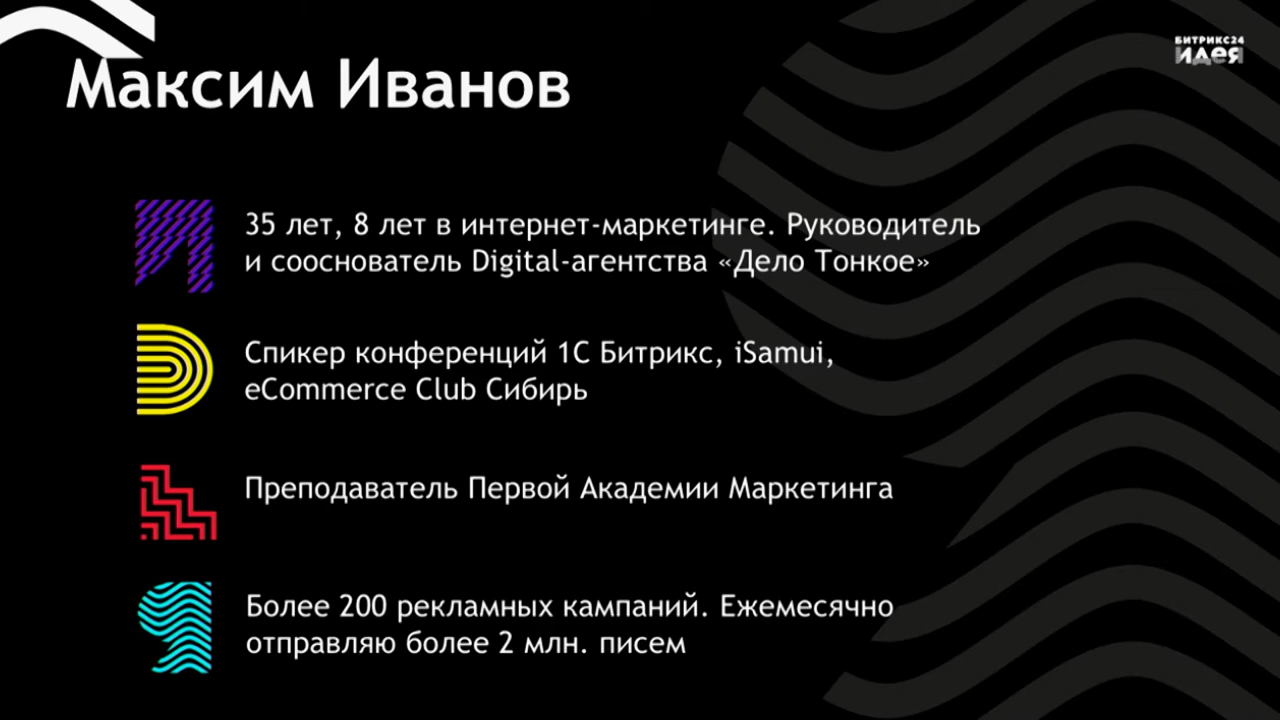 БИТРИКС24
идея
Максим Иванов
35 лет, 8 лет в интернет-маркетинге. Руководитель
и сооснователь Digital-агентства «Дело Тонкое»
Спикер конференций 1С Битрикс, iSamui,
eCommerce Club Сибирь
Преподаватель Первой Академии Маркетинга
Более 200 рекламных кампаний. Ежемесячно
отправляю более 2 млн. писем